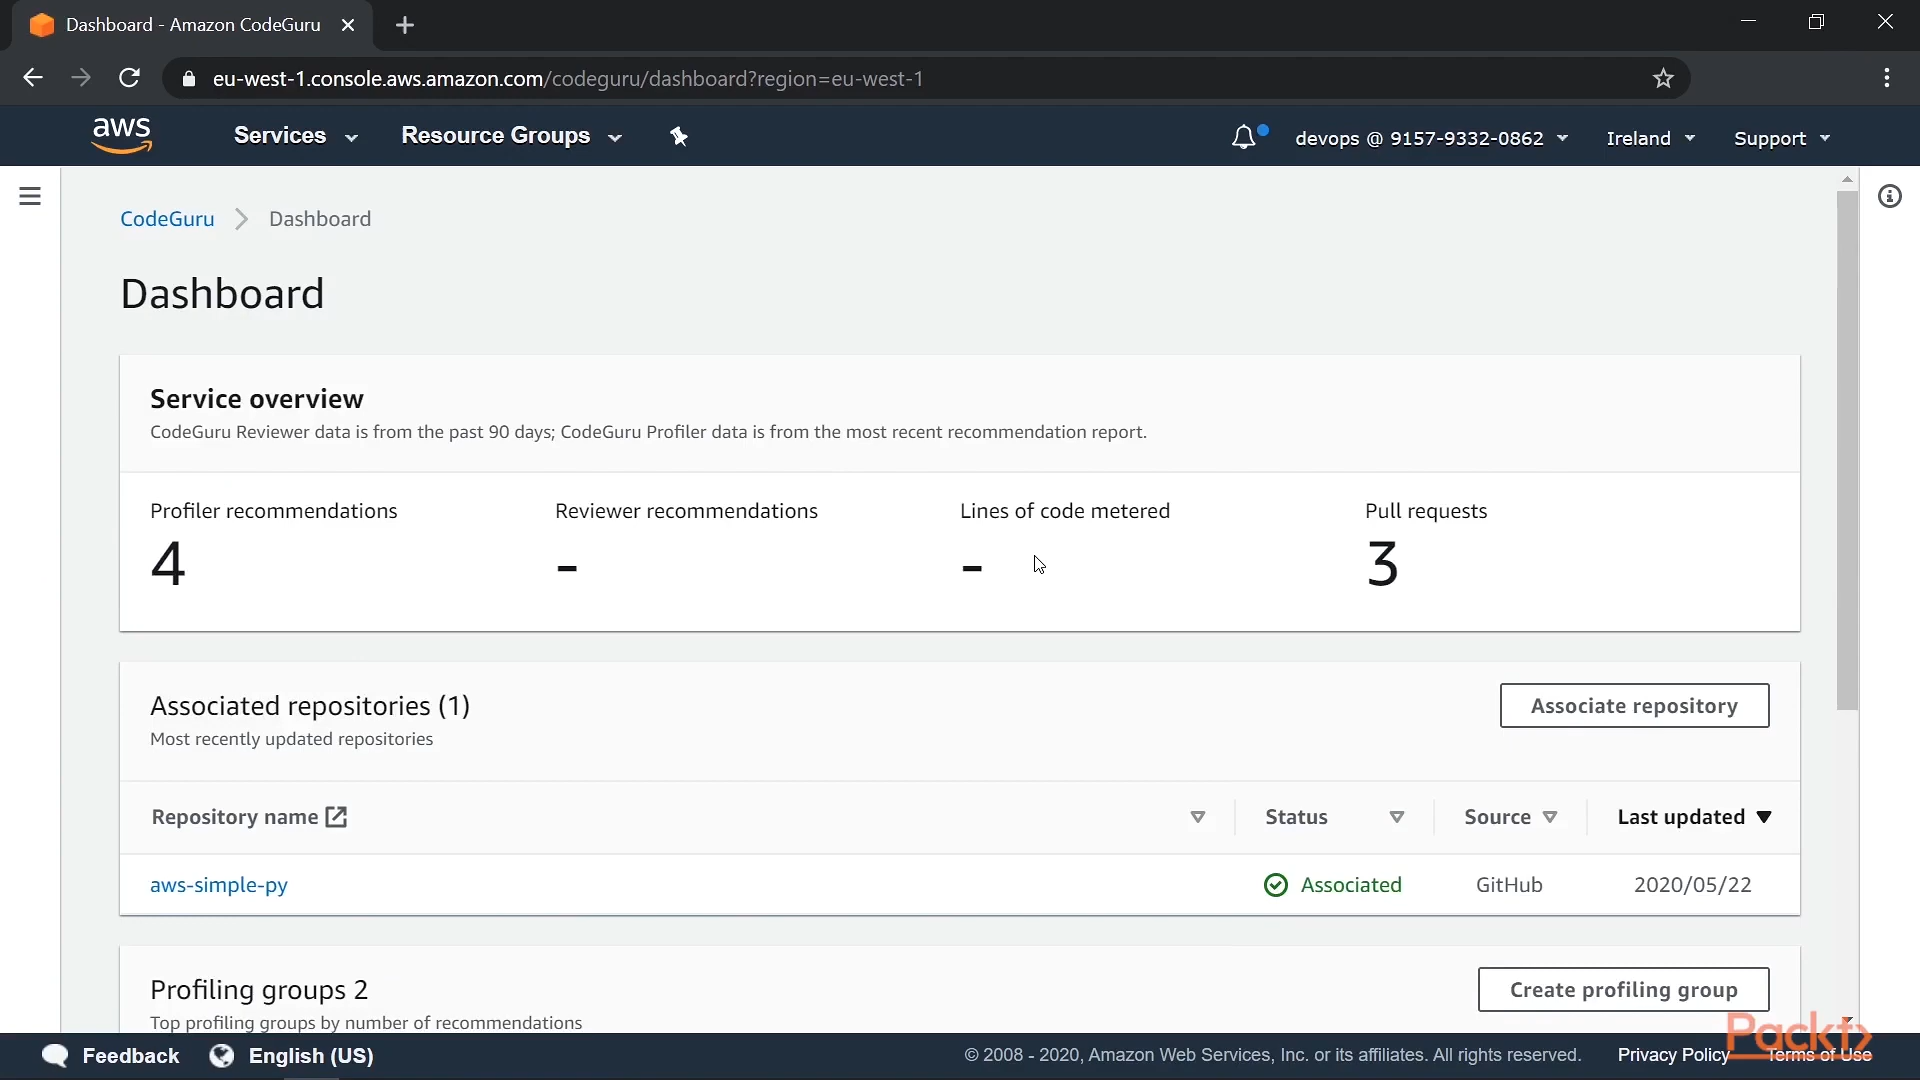 Dashboard - Amazon CodeGuru
eu-west-1.console.aws.amazon.com/codeguru/dashboard?region=eu-west-1
aws Services Resource Groups devops @ 9157-9332-0862 Ireland Support
CodeGuru Dashboard
Dashboard
Service overview
CodeGuru Reviewer data is from the past 90 days; CodeGuru Profiler data is from the most recent recommendation report.
Profiler recommendations Reviewer recommendations Lines of code metered Pull requests
4 - - 3
Associated repositories (1) Associate repository
Most recently updated repositories
Repository name Status Source Last updated
aws-simple-py Associated GitHub 2020/05/22
Profiling groups 2 Create profiling group
Top profiling groups by number of recommendations
Packt
Feedback English (US) © 2008 - 2020, Amazon Web Services, Inc. or its affiliates. All rights reserved. Privacy Policy Terms of Use